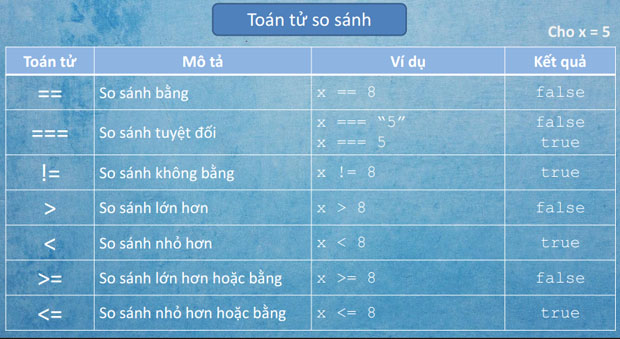 Toán tử so sánh
Cho x = 5
Toán tử Mô tả Ví dụ Kết quả
== So sánh bằng x == 8 false
=== So sánh tuyệt đối x === “5” false
x === 5 true
!= So sánh không bằng x != 8 true
> So sánh lớn hơn x > 8 false
< So sánh nhỏ hơn x < 8 true
>= So sánh lớn hơn hoặc bằng x >= 8 false
<= So sánh nhỏ hơn hoặc bằng x <= 8 true